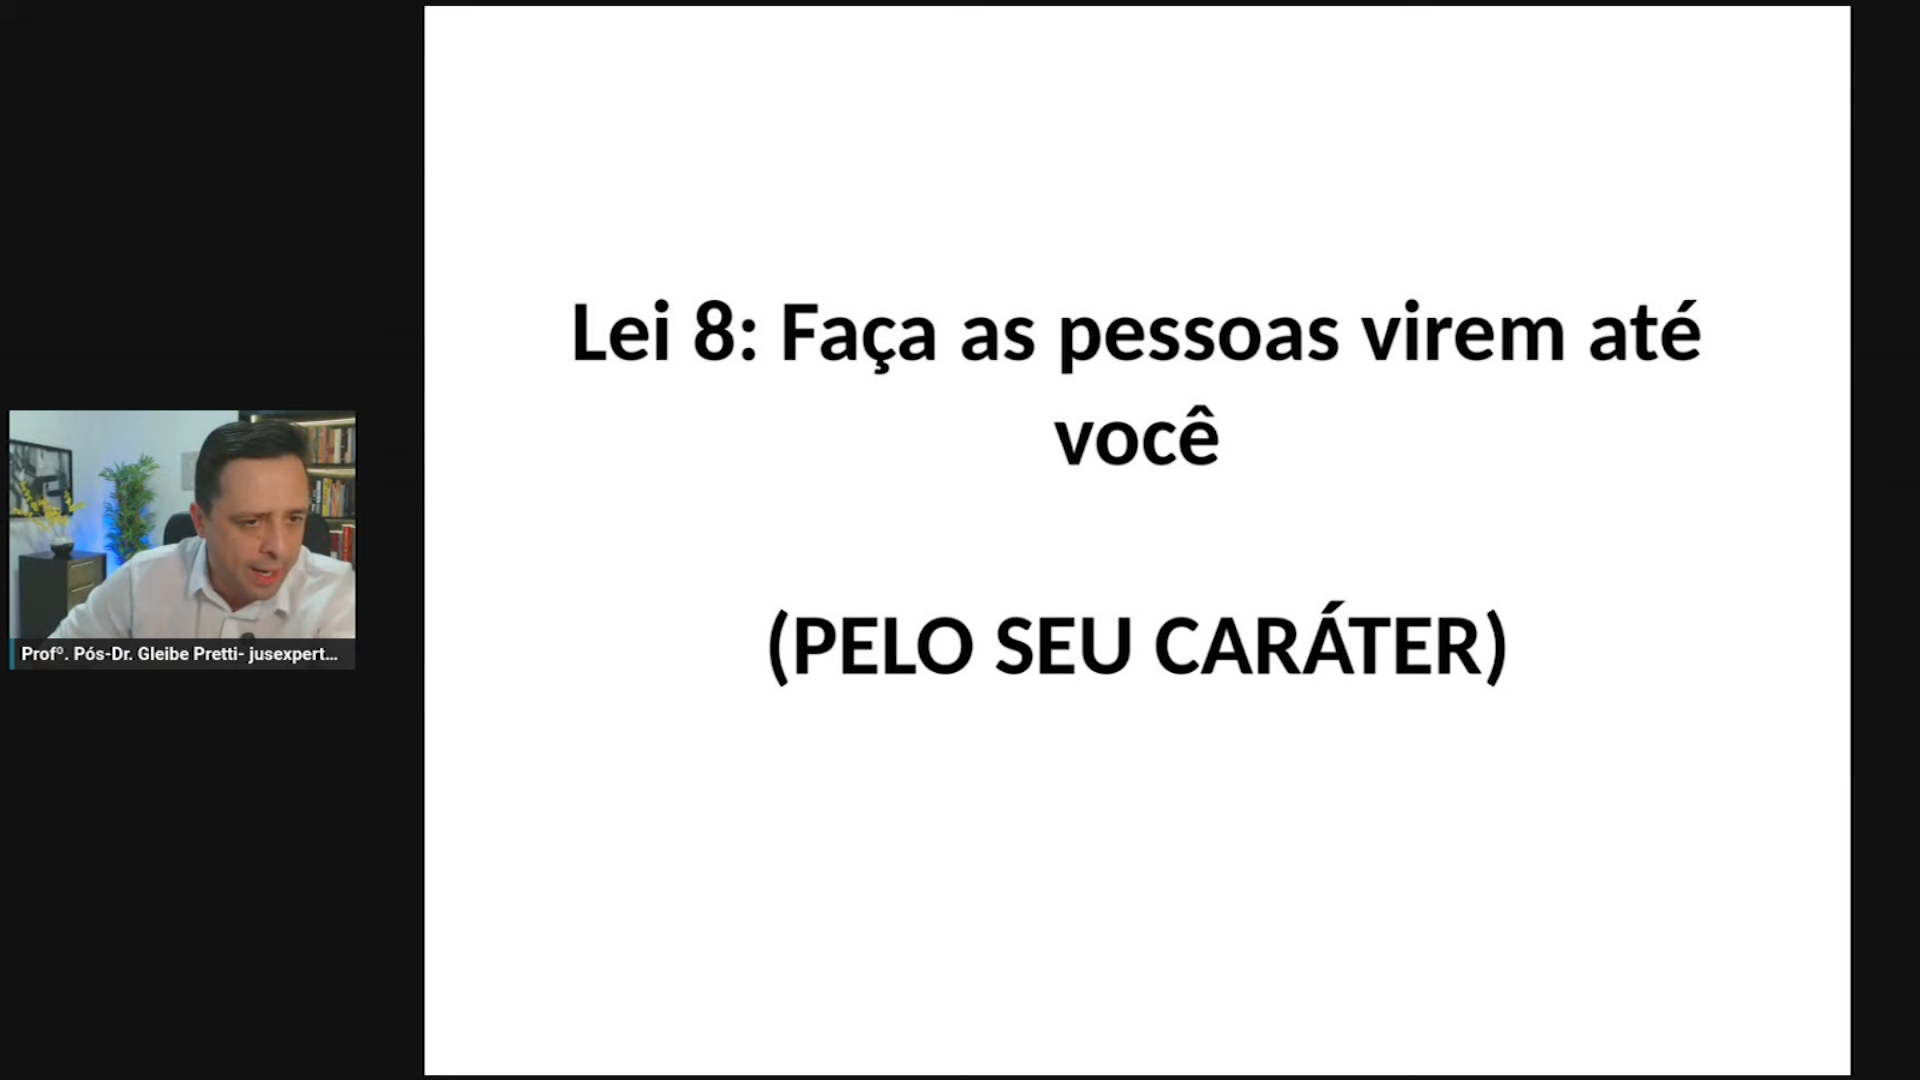 Lei 8: Faça as pessoas virem até
você
(PELO SEU CARÁTER)
Profº. Pós-Dr. Gleibe Pretti- jusexpert...